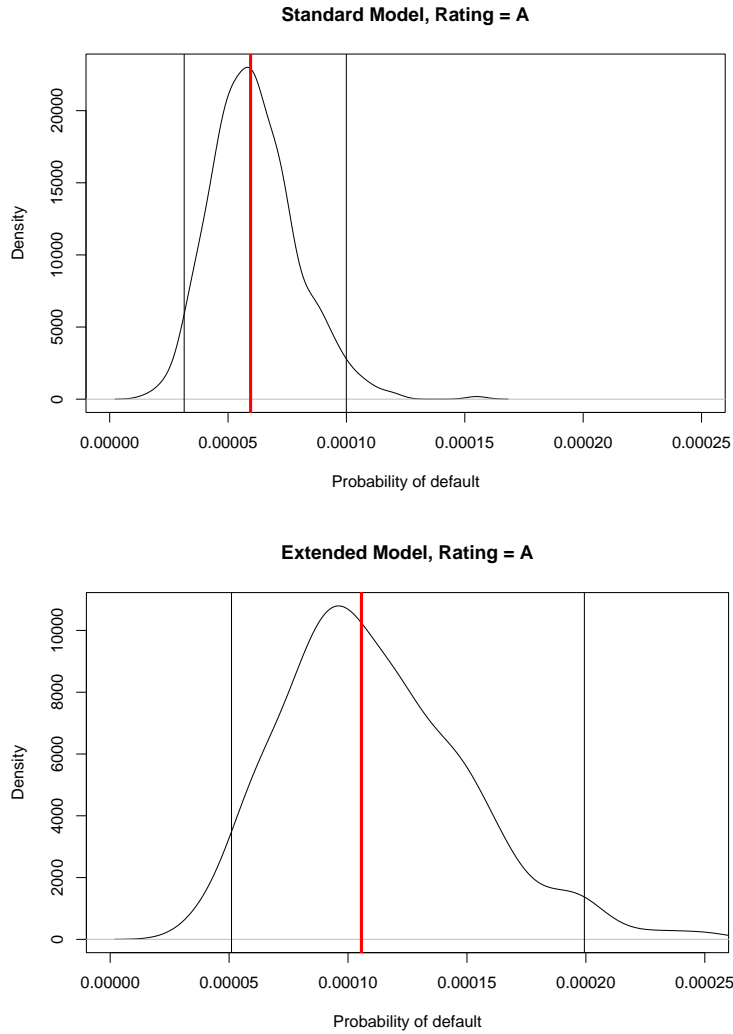 Standard Model, Rating = A
Density
20000
15000
10000
5000
0
0.00000 0.00005 0.00010 0.00015 0.00020 0.00025
Probability of default
Extended Model, Rating = A
Density
10000
8000
6000
4000
2000
0
0.00000 0.00005 0.00010 0.00015 0.00020 0.00025
Probability of default